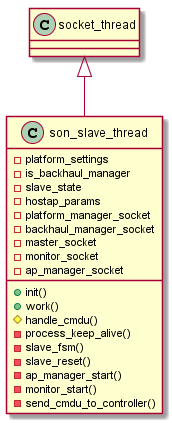 C socket_thread
C son_slave_thread
platform_settings
is_backhaul_manager
slave_state
hostap_params
platform_manager_socket
backhaul_manager_socket
master_socket
monitor_socket
ap_manager_socket
init()
work()
handle_cmdu()
process_keep_alive()
slave_fsm()
slave_reset()
ap_manager_start()
monitor_start()
send_cmdu_to_controller()